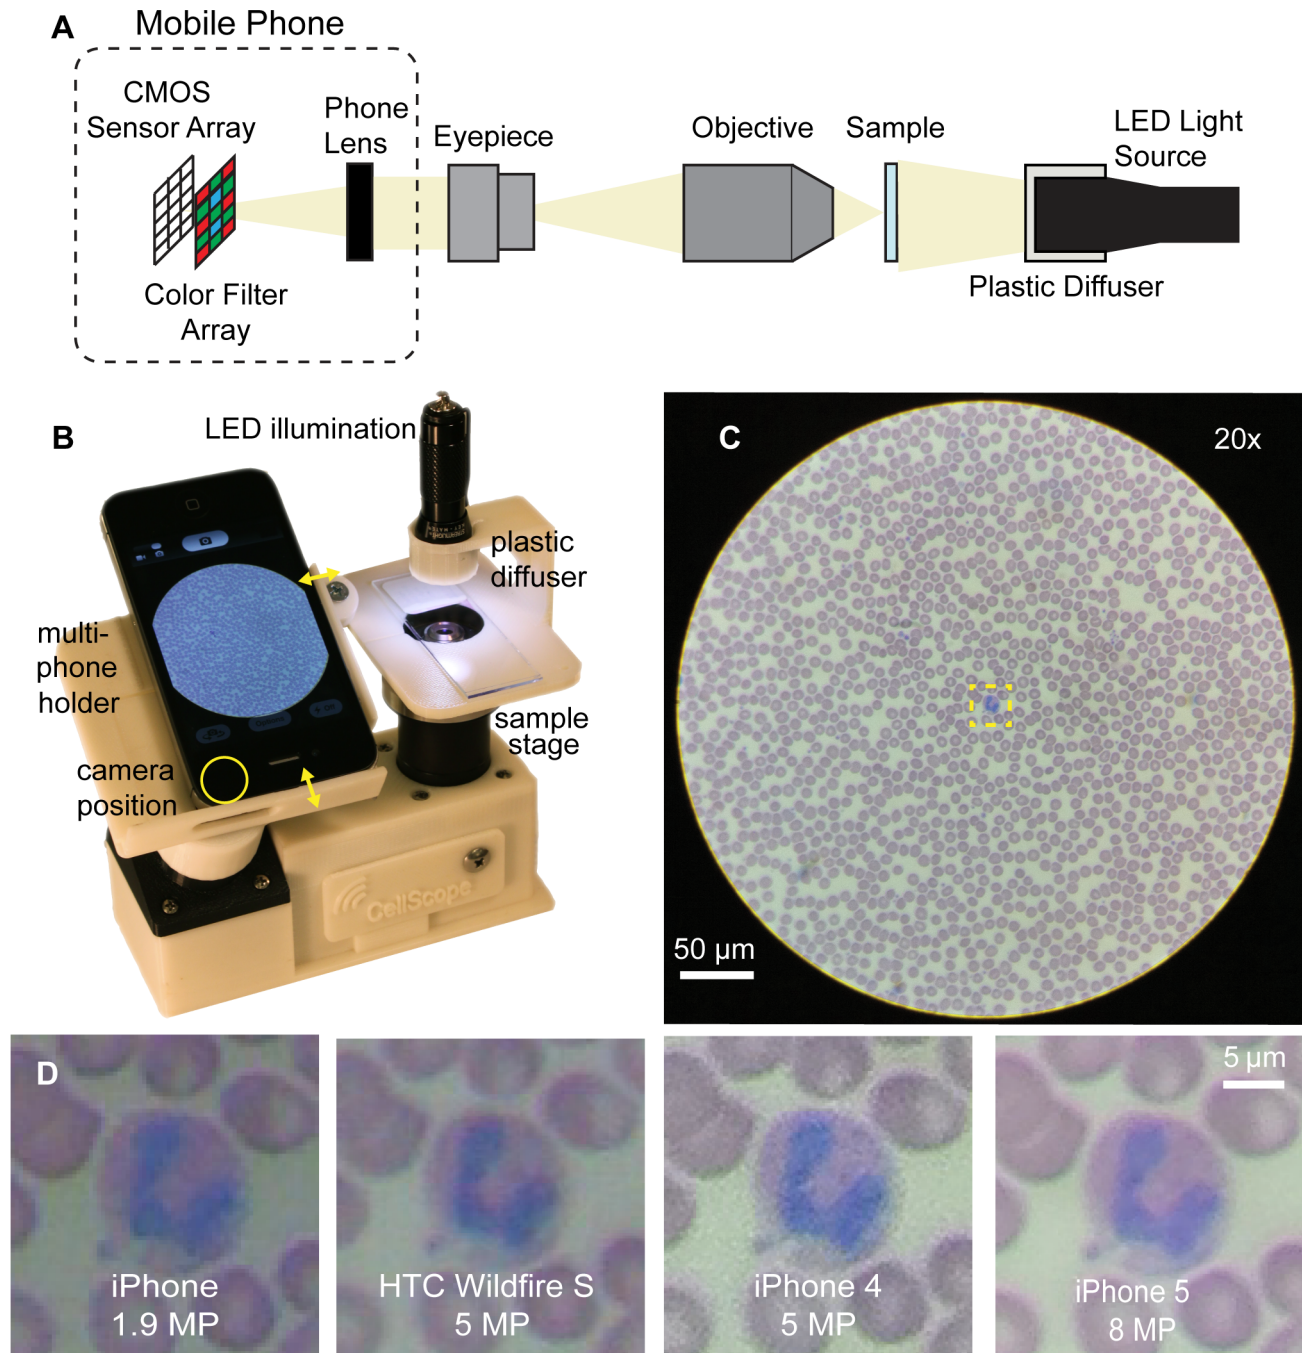 A
Mobile Phone
CMOS
Sensor Array
Phone
Lens
Eyepiece
Objective
Sample
LED Light
Source
Color Filter
Array
Plastic Diffuser
B
LED illumination
plastic
diffuser
multi-
phone
holder
sample
stage
camera
position
CellScope
C
20x
50 µm
D
iPhone
1.9 MP
HTC Wildfire S
5 MP
iPhone 4
5 MP
5 µm
iPhone 5
8 MP